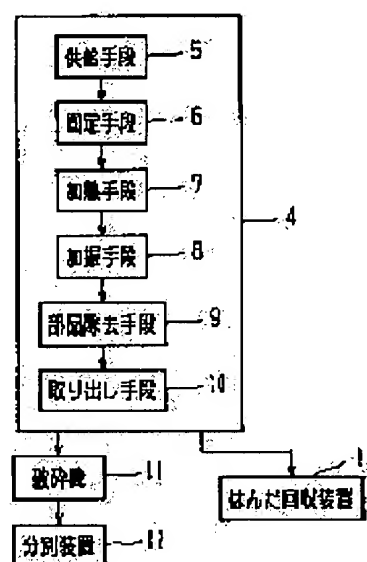 供給手段 5
固定手段 6
加熱手段 7
加振手段 8
4
部品除去手段 9
取り出し手段 10
破砕機 11
はんだ回収装置 1
分別装置 12